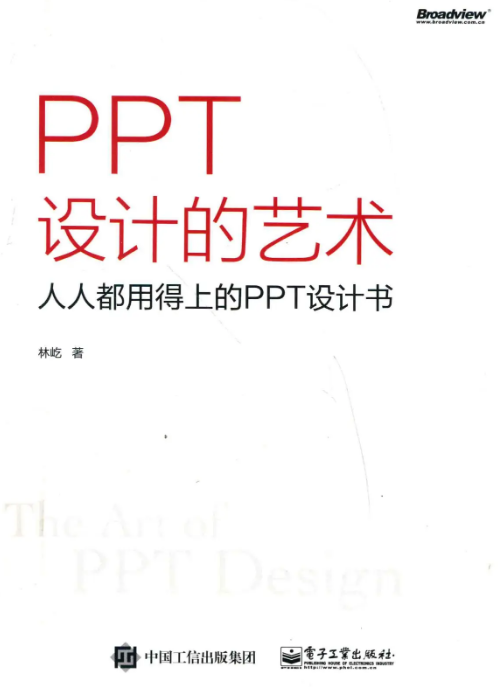 Broadview®
www.broadview.com.cn
PPT
设计的艺术
人人都用得上的PPT设计书
林屹 著
The Art of
PPT Design
中国工信出版集团
電子工業出版社
PUBLISHING HOUSE OF ELECTRONICS INDUSTRY
http://www.phei.com.cn